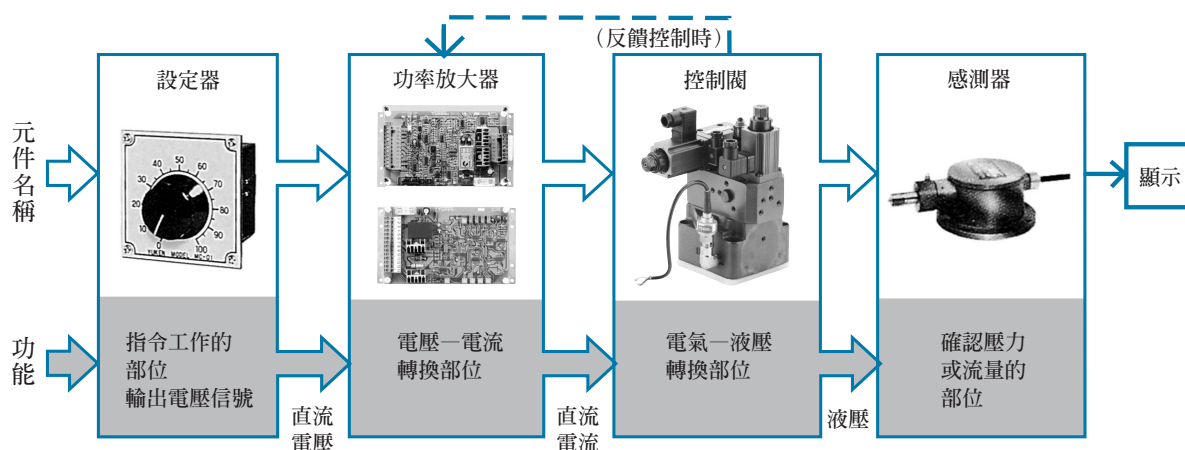 （反饋控制時）
設定器
功率放大器
控制閥
感測器
元件名稱
0
10
20
30
40
50
60
70
80
90
100
YUKEN MODEL MC-01
顯示
功能
指令工作的
部位
輸出電壓信號
直流
電壓
電壓—電流
轉換部位
直流
電流
電氣—液壓
轉換部位
液壓
確認壓力
或流量的
部位